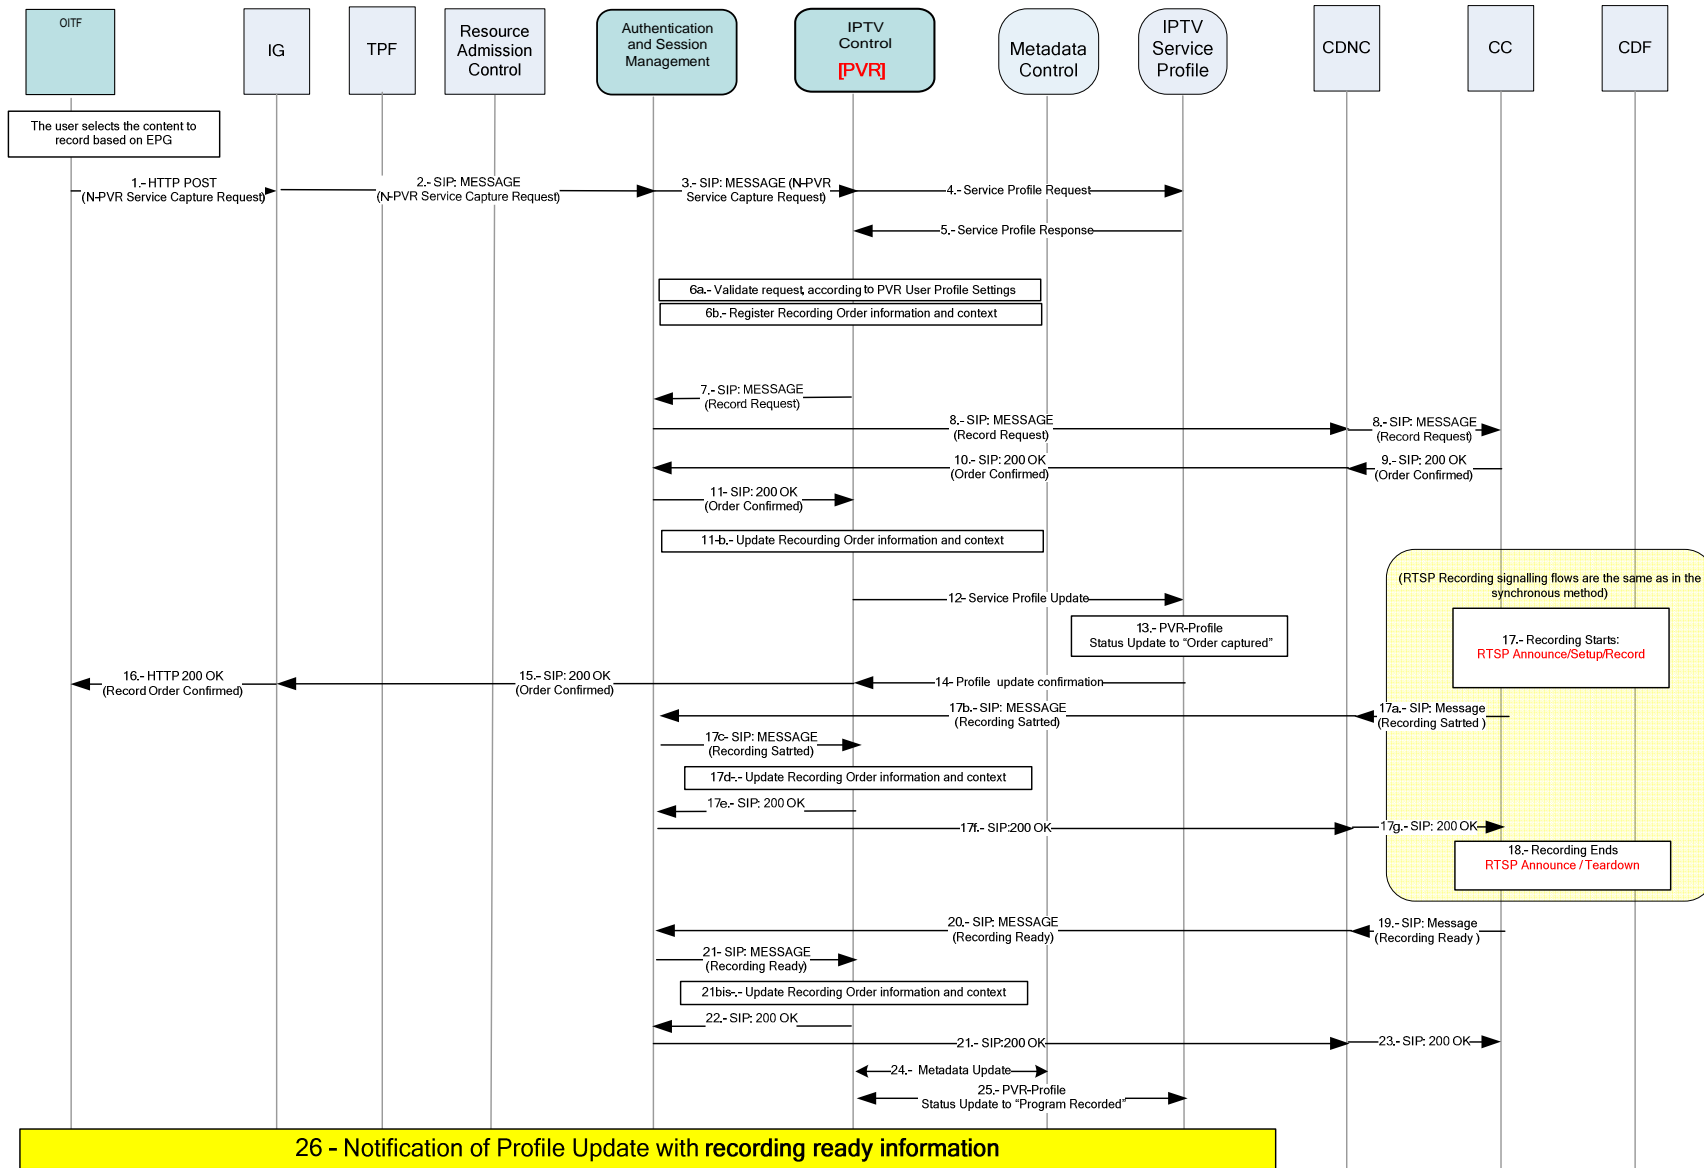 OITF
IG
TPF
Resource
Admission
Control
Authentication
and Session
Management
IPTV
Control
[PVR]
Metadata
Control
IPTV
Service
Profile
CDNC
CC
CDF
The user selects the content to
record based on EPG
1.- HTTP POST
(N-PVR Service Capture Request)
2.- SIP: MESSAGE
(N-PVR Service Capture Request)
3.- SIP: MESSAGE (N-PVR
Service Capture Request)
4.- Service Profile Request
5.- Service Profile Response
6a.- Validate request, according to PVR User Profile Settings
6b.- Register Recording Order information and context
7.- SIP: MESSAGE
(Record Request)
8.- SIP: MESSAGE
(Record Request)
8.- SIP: MESSAGE
(Record Request)
10.- SIP: 200 OK
(Order Confirmed)
9.- SIP: 200 OK
(Order Confirmed)
11- SIP: 200 OK
(Order Confirmed)
11-b.- Update Recourding Order information and context
(RTSP Recording signalling flows are the same as in the
synchronous method)
12- Service Profile Update
13.- PVR-Profile
Status Update to “Order captured”
17.- Recording Starts:
RTSP Announce/Setup/Record
16.- HTTP 200 OK
(Record Order Confirmed)
15.- SIP: 200 OK
(Order Confirmed)
14- Profile update confirmation
17b.- SIP: MESSAGE
(Recording Satrted)
17a.- SIP: Message
(Recording Satrted )
17c- SIP: MESSAGE
(Recording Satrted)
17d-.- Update Recording Order information and context
17e.- SIP: 200 OK
17f.- SIP:200 OK
17g.- SIP: 200 OK
18.- Recording Ends
RTSP Announce / Teardown
20.- SIP: MESSAGE
(Recording Ready)
19.- SIP: Message
(Recording Ready )
21- SIP: MESSAGE
(Recording Ready)
21bis-.- Update Recording Order information and context
22.- SIP: 200 OK
21.- SIP:200 OK
23.- SIP: 200 OK
24.- Metadata Update
25.- PVR-Profile
Status Update to “Program Recorded”
26 - Notification of Profile Update with recording ready information